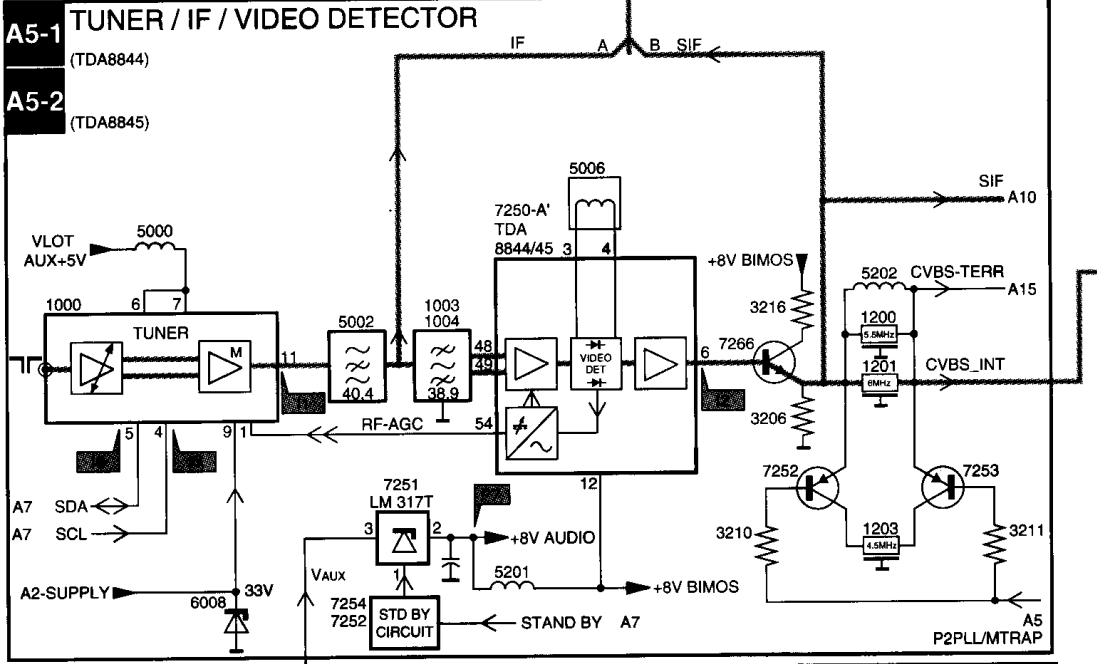 A5-1 TUNER / IF / VIDEO DETECTOR
(TDA8844)
A5-2
(TDA8845)
IF A B SIF
5006
SIF
A10
7250-A'
TDA
8844/45 3 4
5000
VLOT
AUX+5V
6 7
+8V BIMOS
5202 CVBS-TERR
A15
1000
TUNER
M
11
5002
40.4
1003
1004
38.9
48
49
VIDEO
DET
6
7266
3216
1200
5.5MHz
1201
6MHz
CVBS_INT
3206
RF-AGC 54
5 4 9 1
12
7252 7253
1203
4.5MHz
3210 3211
A7 SDA
A7 SCL
7251
LM 317T
3 2
+8V AUDIO
1
5201
+8V BIMOS
VAUX
A2-SUPPLY 33V
6008
7254
7252
STD BY
CIRCUIT
STAND BY A7
A5
P2PLL/MTRAP